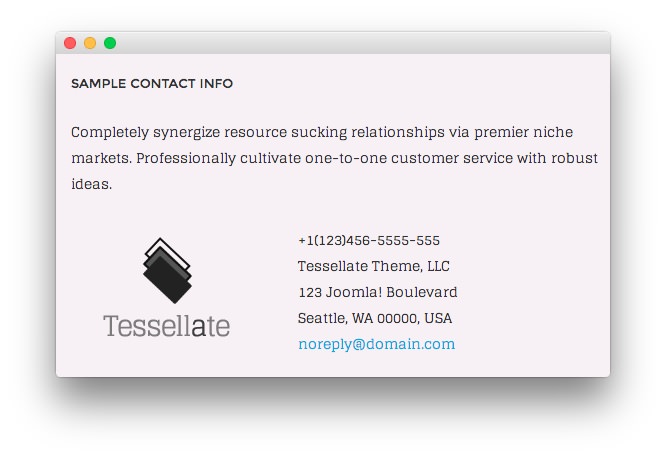 SAMPLE CONTACT INFO
Completely synergize resource sucking relationships via premier niche
markets. Professionally cultivate one-to-one customer service with robust
ideas.
Tessellate
+1(123)456-5555-555
Tessellate Theme, LLC
123 Joomla! Boulevard
Seattle, WA 00000, USA
noreply@domain.com